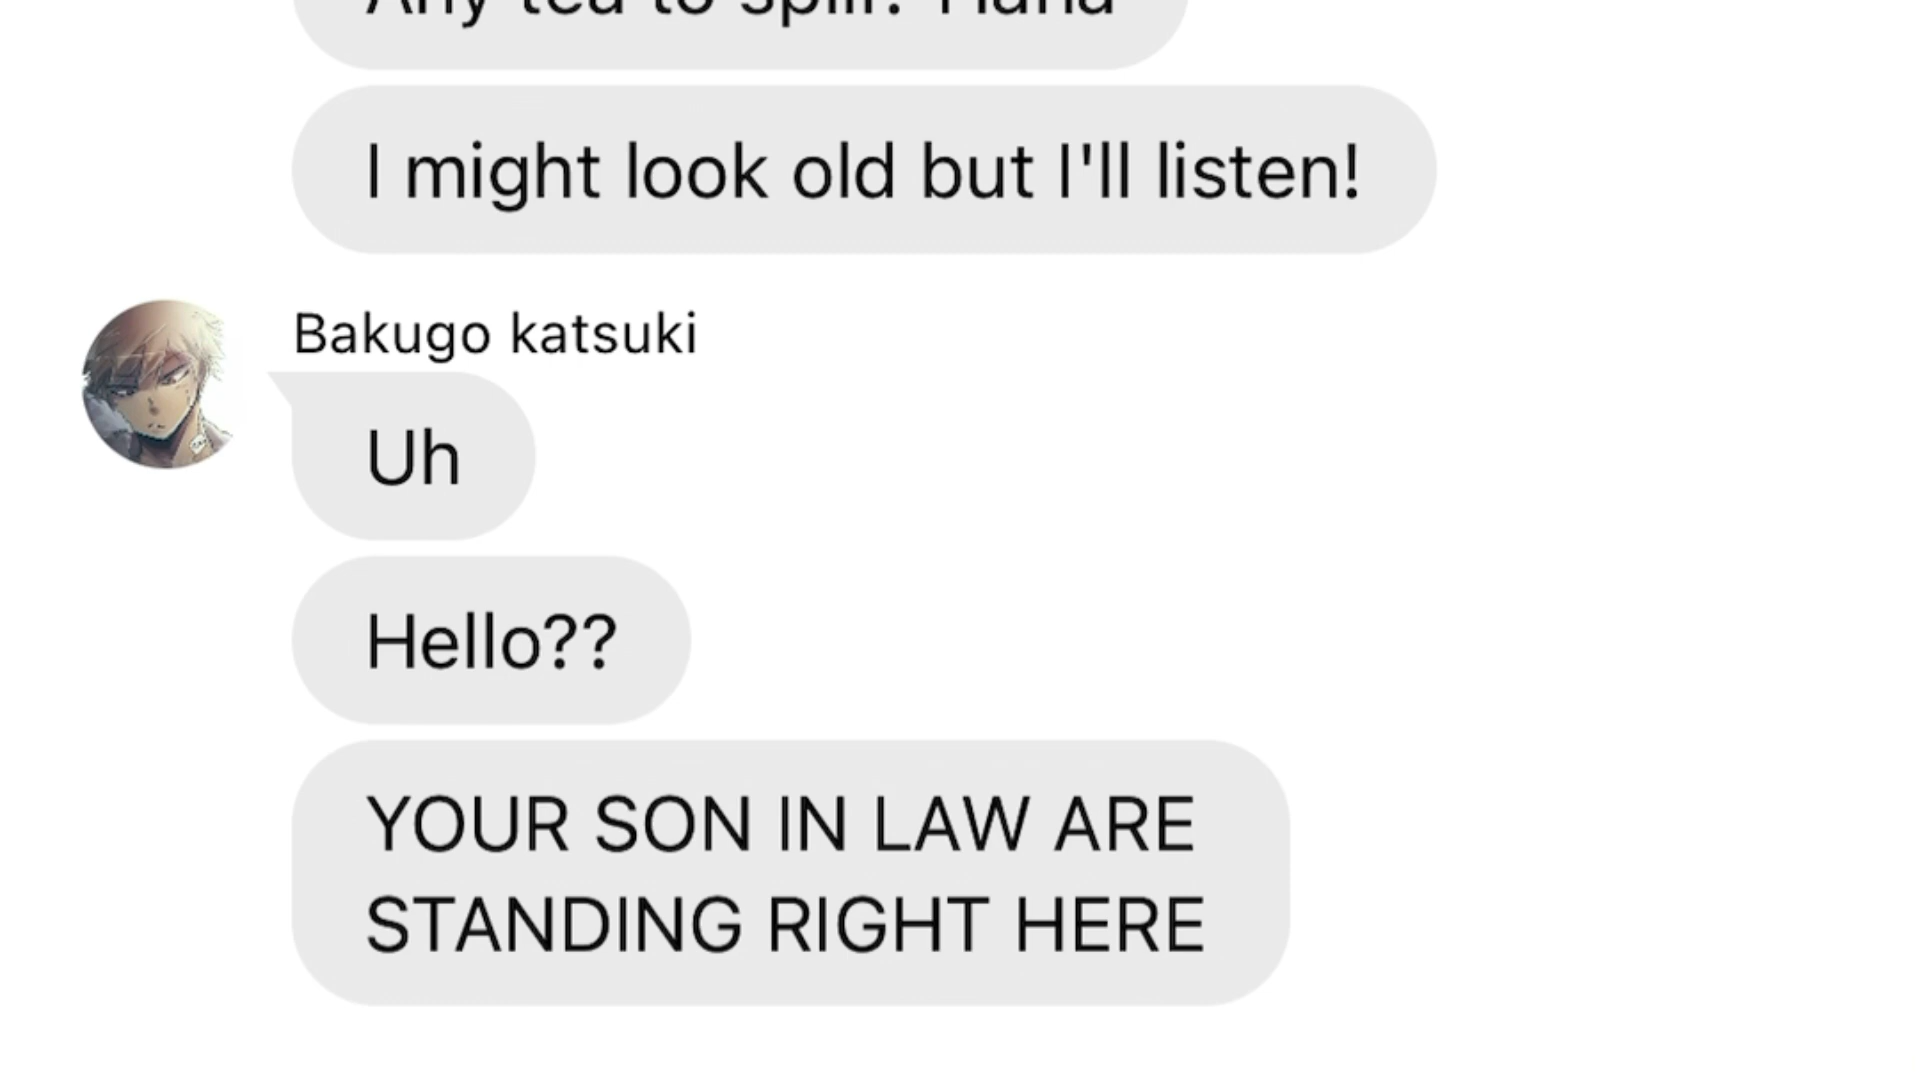 Any tea to spill? Haha
I might look old but I'll listen!
Bakugo katsuki
Uh
Hello??
YOUR SON IN LAW ARE
STANDING RIGHT HERE